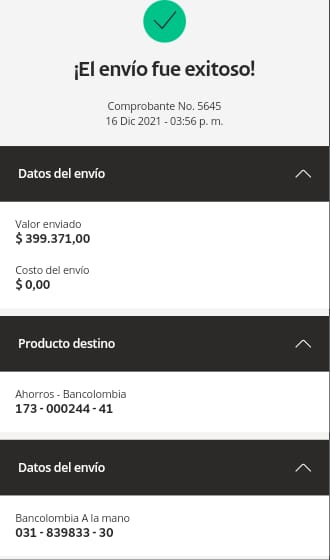 ¡El envío fue exitoso!
Comprobante No. 5645
16 Dic 2021 - 03:56 p. m.
Datos del envío
Valor enviado
$ 399.371,00
Costo del envío
$ 0,00
Producto destino
Ahorros - Bancolombia
173 - 000244 - 41
Datos del envío
Bancolombia A la mano
031 - 839833 - 30